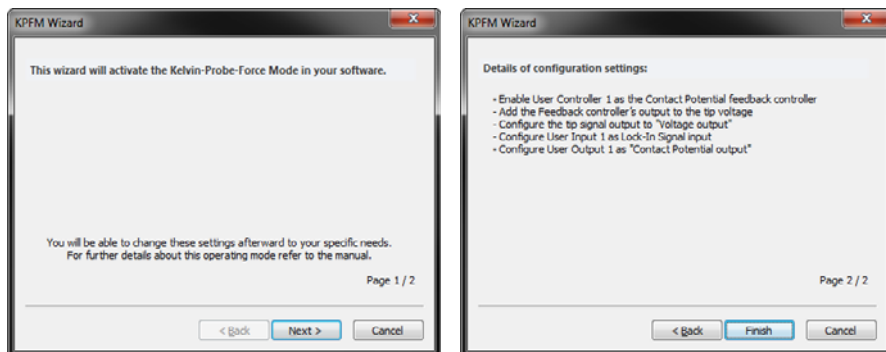 KPFM Wizard
This wizard will activate the Kelvin-Probe-Force Mode in your software.
You will be able to change these settings afterward to your specific needs.
For further details about this operating mode refer to the manual.
Page 1 / 2
< Back
Next >
Cancel
KPFM Wizard
Details of configuration settings:
- Enable User Controller 1 as the Contact Potential feedback controller
- Add the Feedback controller's output to the tip voltage
- Configure the tip signal output to "Voltage output"
- Configure User Input 1 as Lock-In Signal input
- Configure User Output 1 as "Contact Potential output"
Page 2 / 2
< Back
Finish
Cancel